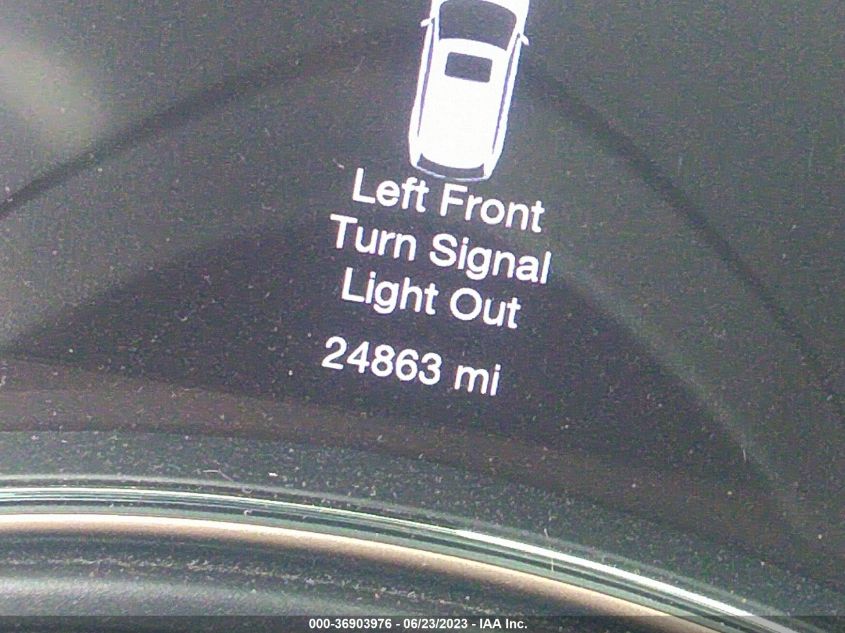 Left Front
Turn Signal
Light Out
24863 mi
000-36903976 - 06/23/2023 - IAA Inc.